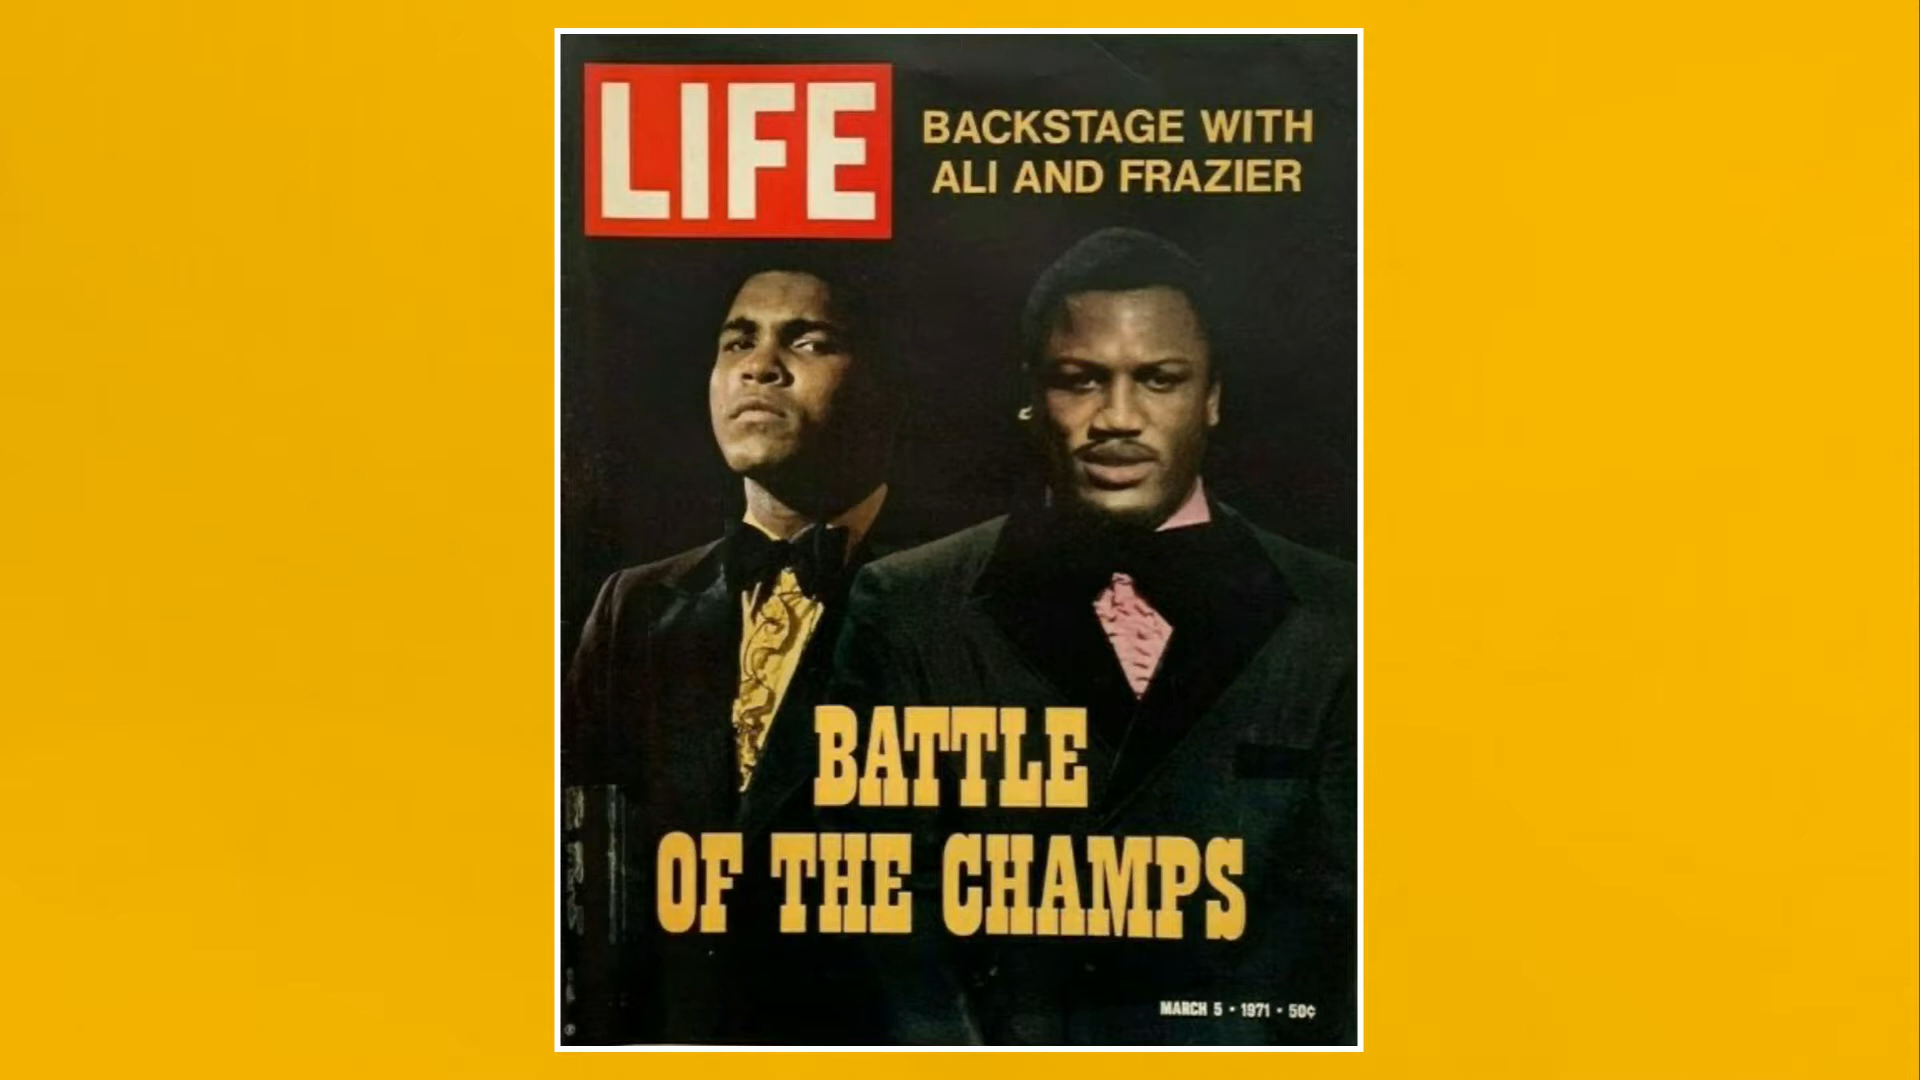 LIFE
BACKSTAGE WITH
ALI AND FRAZIER
BATTLE
OF THE CHAMPS
MARCH 5 • 1971 • 50¢